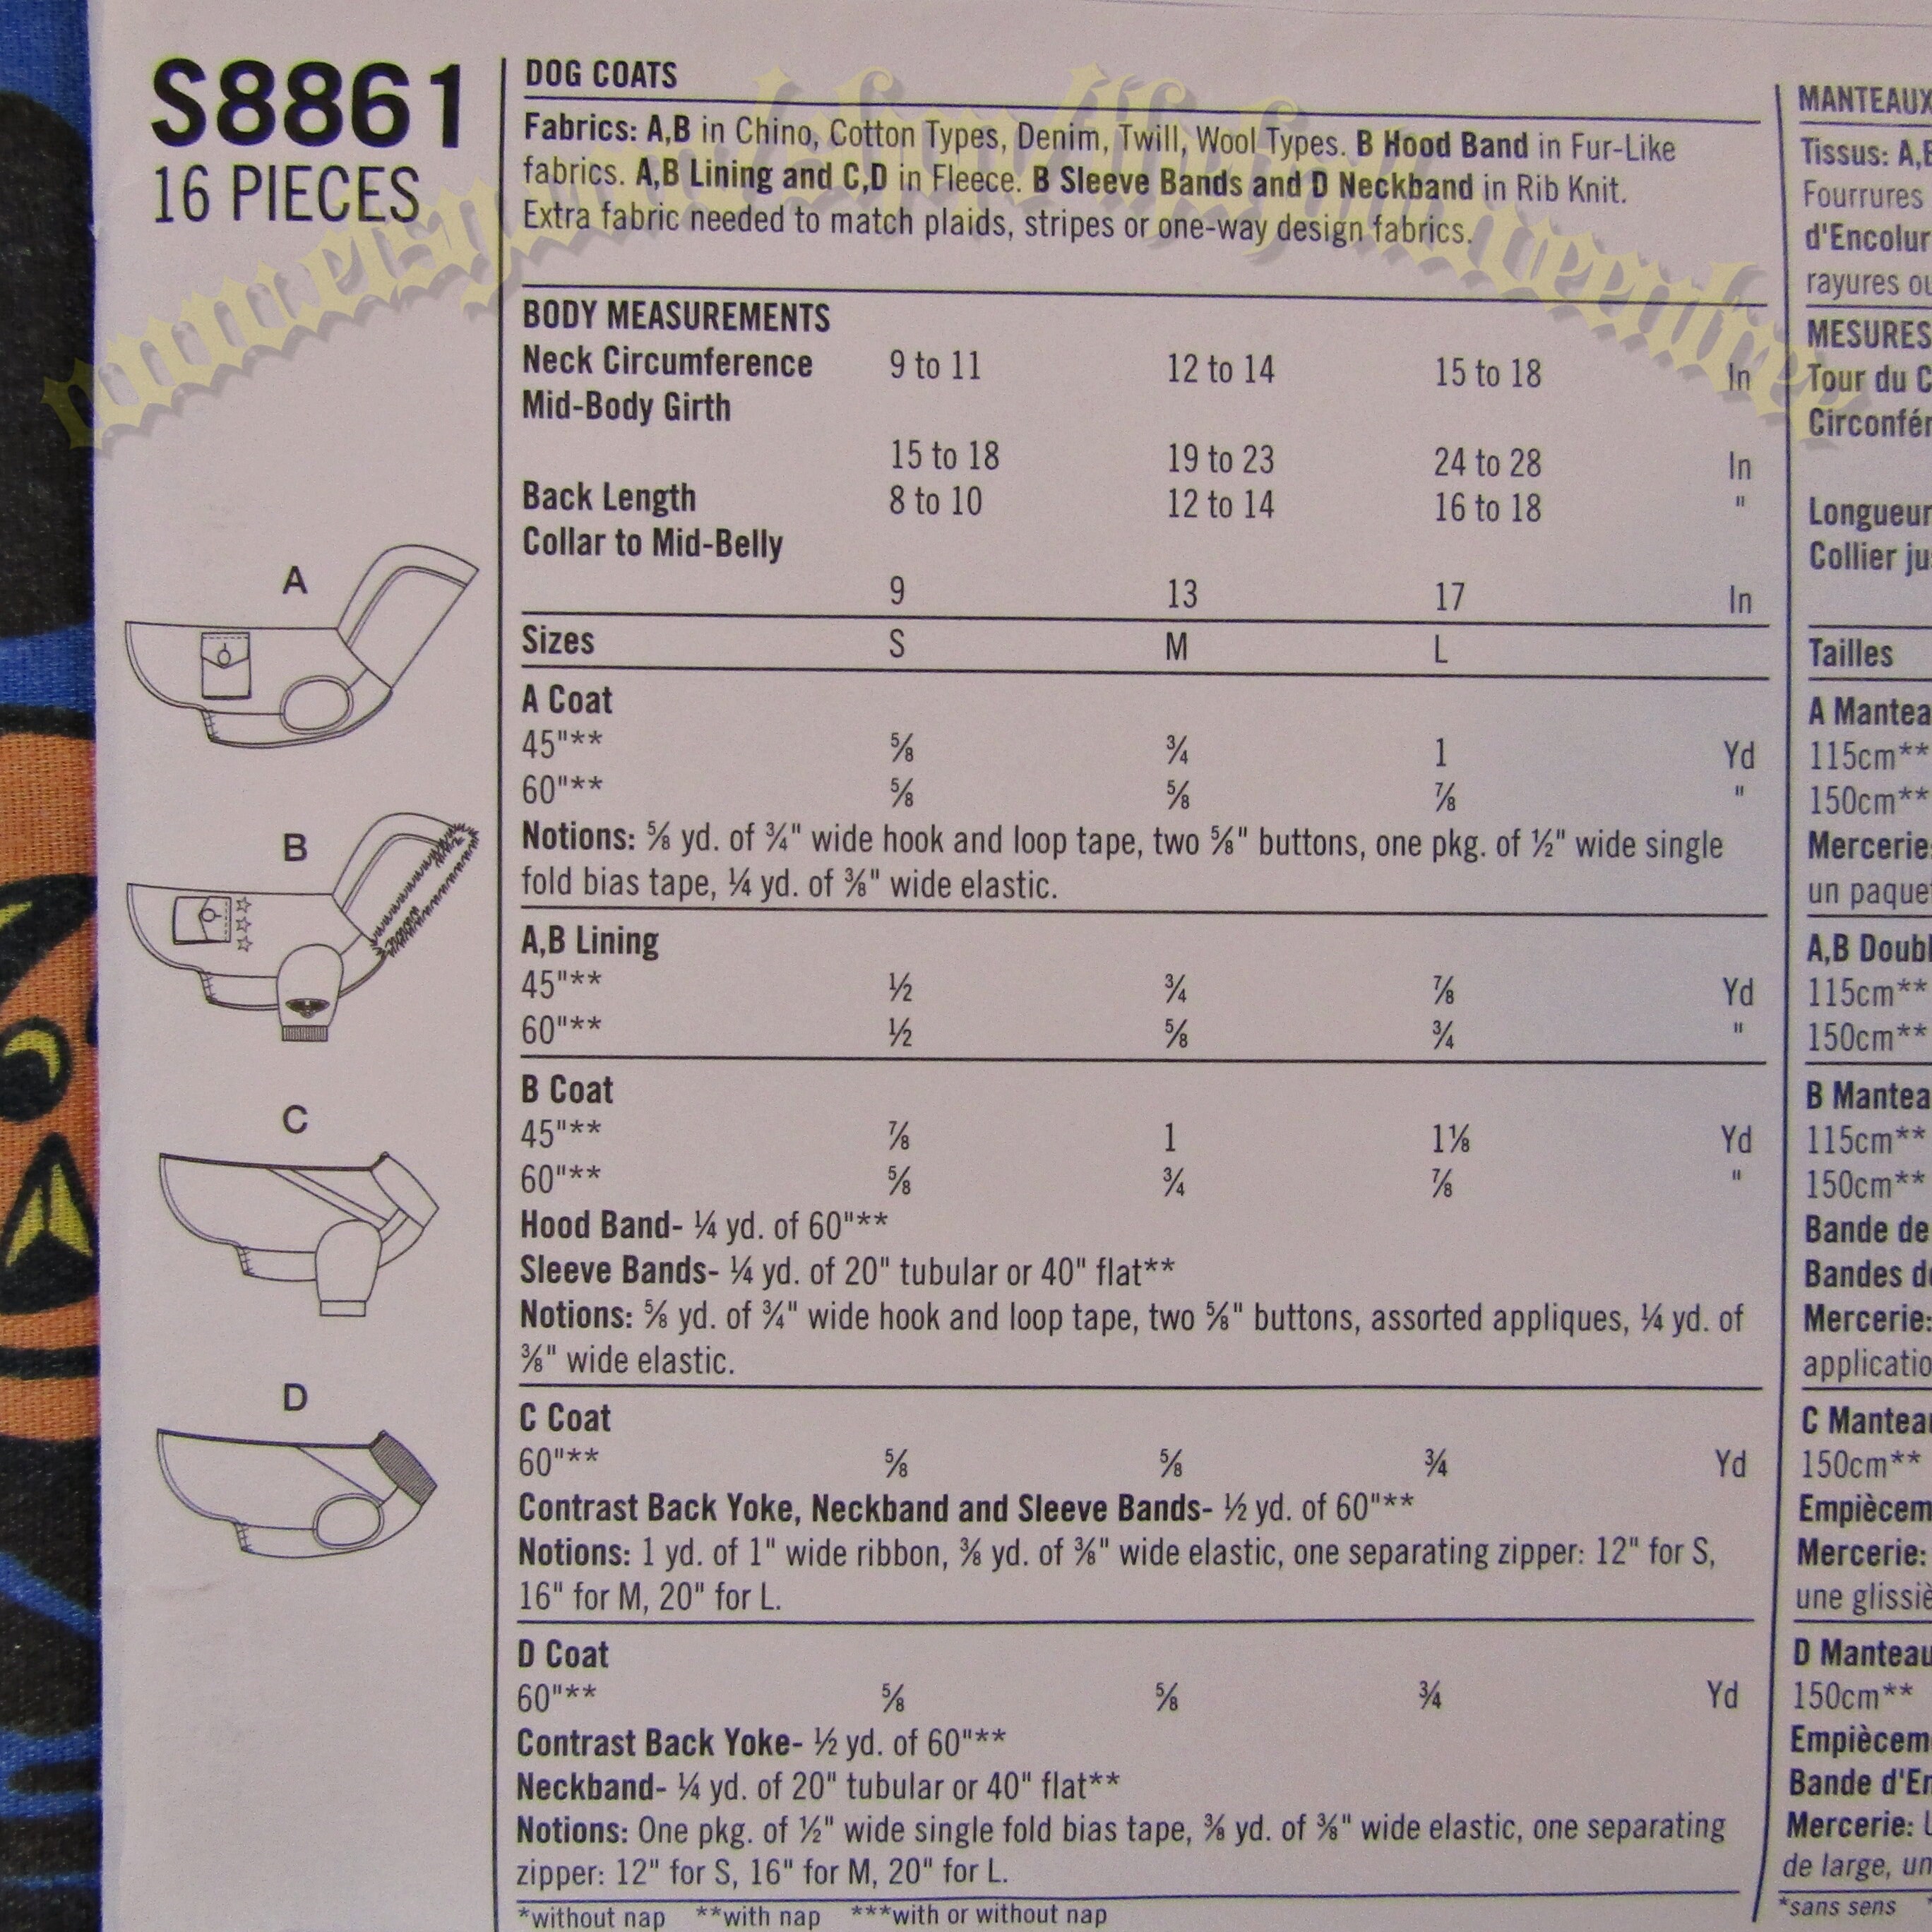 S8861
16 PIECES
A
B
C
D
DOG COATS
Fabrics: A,B in Chino, Cotton Types, Denim, Twill, Wool Types. B Hood Band in Fur-Like
fabrics. A,B Lining and C,D in Fleece. B Sleeve Bands and D Neckband in Rib Knit.
Extra fabric needed to match plaids, stripes or one-way design fabrics.
BODY MEASUREMENTS
Neck Circumference 9 to 11 12 to 14 15 to 18 In
Mid-Body Girth
15 to 18 19 to 23 24 to 28 In
Back Length 8 to 10 12 to 14 16 to 18 "
Collar to Mid-Belly
9 13 17 In
Sizes S M L
A Coat
45"** ⅝ ¾ 1 Yd
60"** ⅝ ⅝ ⅞ "
Notions: ⅝ yd. of ¾" wide hook and loop tape, two ⅝" buttons, one pkg. of ½" wide single
fold bias tape, ¼ yd. of ⅜" wide elastic.
A,B Lining
45"** ½ ¾ ⅞ Yd
60"** ½ ⅝ ¾ "
B Coat
45"** ⅞ 1 1⅛ Yd
60"** ⅝ ¾ ⅞ "
Hood Band- ¼ yd. of 60"**
Sleeve Bands- ¼ yd. of 20" tubular or 40" flat**
Notions: ⅝ yd. of ¾" wide hook and loop tape, two ⅝" buttons, assorted appliques, ¼ yd. of
⅜" wide elastic.
C Coat
60"** ⅝ ⅝ ¾ Yd
Contrast Back Yoke, Neckband and Sleeve Bands- ½ yd. of 60"**
Notions: 1 yd. of 1" wide ribbon, ⅜ yd. of ⅜" wide elastic, one separating zipper: 12" for S,
16" for M, 20" for L.
D Coat
60"** ⅝ ⅝ ¾ Yd
Contrast Back Yoke- ½ yd. of 60"**
Neckband- ¼ yd. of 20" tubular or 40" flat**
Notions: One pkg. of ½" wide single fold bias tape, ⅜ yd. of ⅜" wide elastic, one separating
zipper: 12" for S, 16" for M, 20" for L.
*without nap **with nap ***with or without nap
MANTEAUX
Tissus: A,B
Fourrures
d'Encolur
rayures ou
MESURES
Tour du C
Circonfér
Longueur
Collier ju
Tailles
A Mantea
115cm**
150cm**
Mercerie
un paque
A,B Doubl
115cm**
150cm**
B Mantea
115cm**
150cm**
Bande de
Bandes de
Mercerie:
applicatio
C Manteau
150cm**
Empiècem
Mercerie:
une glissiè
D Manteau
150cm**
Empiècem
Bande d'En
Mercerie: U
de large, un
*sans sens